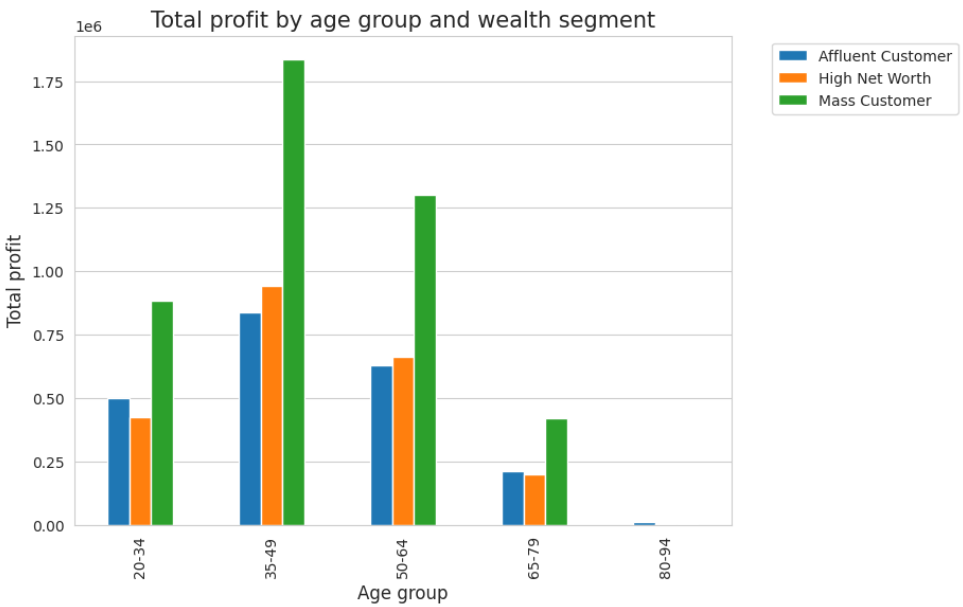 Total profit by age group and wealth segment
1e6
Affluent Customer
High Net Worth
Mass Customer
1.75
1.50
1.25
1.00
0.75
0.50
0.25
0.00
Total profit
20-34
35-49
50-64
65-79
80-94
Age group